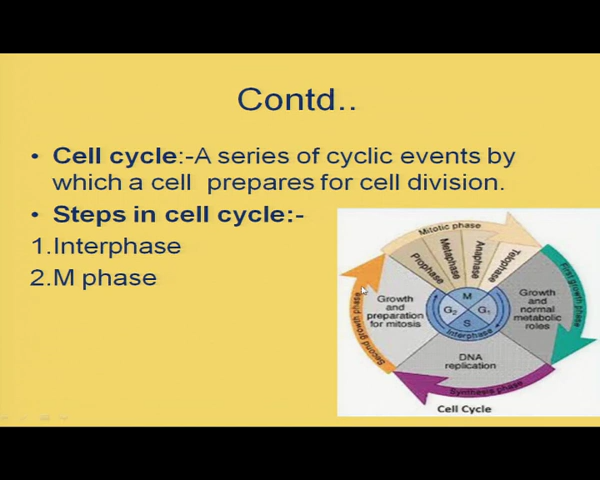 Contd..
• Cell cycle:-A series of cyclic events by
which a cell prepares for cell division.
• Steps in cell cycle:-
1.Interphase
2.M phase
Mitotic phase
Prophase
Metaphase
Anaphase
Telophase
First growth phase
Second growth phase
Growth
and
preparation
for mitosis
M
G2
G1
S
Interphase
Growth
and
normal
metabolic
roles
DNA
replication
Synthesis phase
Cell Cycle